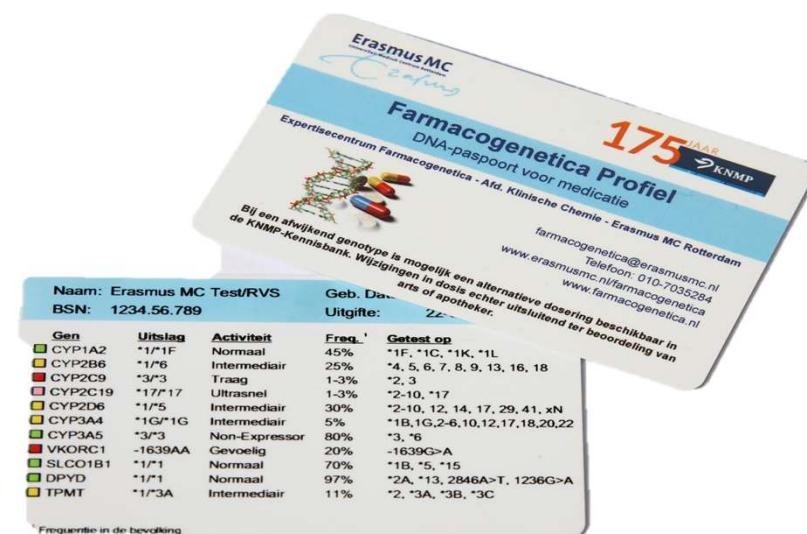 Erasmus MC
Universitair Medisch Centrum Rotterdam
Erasmus
175 JAAR
KNMP
Farmacogenetica Profiel
DNA-paspoort voor medicatie
Expertisecentrum Farmacogenetica - Afd. Klinische Chemie - Erasmus MC Rotterdam
farmacogenetica@erasmusmc.nl
Telefoon: 010-7035284
www.erasmusmc.nl/farmacogenetica
www.farmacogenetica.nl
Bij een afwijkend genotype is mogelijk een alternatieve dosering beschikbaar in
de KNMP-Kennisbank. Wijzigingen in dosis echter uitsluitend ter beoordeling van
arts of apotheker.
Naam: Erasmus MC Test/RVS Geb.
BSN: 1234.56.789 Uitgifte: 22-
Gen Uitslag Activiteit Freq. ¹ Getest op
CYP1A2 *1/*1F Normaal 45% *1F, *1C, *1K, *1L
CYP2B6 *1/*6 Intermediair 25% *4, 5, 6, 7, 8, 9, 13, 16, 18
CYP2C9 *3/*3 Traag 1-3% *2, 3
CYP2C19 *17/*17 Ultrasnel 1-3% *2-10, *17
CYP2D6 *1/*5 Intermediair 30% *2-10, 12, 14, 17, 29, 41, xN
CYP3A4 *1G/*1G Intermediair 5% *1B,1G,2-6,10,12,17,18,20,22
CYP3A5 *3/*3 Non-Expressor 80% *3, *6
VKORC1 -1639AA Gevoelig 20% -1639G>A
SLCO1B1 *1/*1 Normaal 70% *1B, *5, *15
DPYD *1/*1 Normaal 97% *2A, *13, 2846A>T, 1236G>A
TPMT *1/*3A Intermediair 11% *2, *3A, *3B, *3C
¹ Frequentie in de bevolking